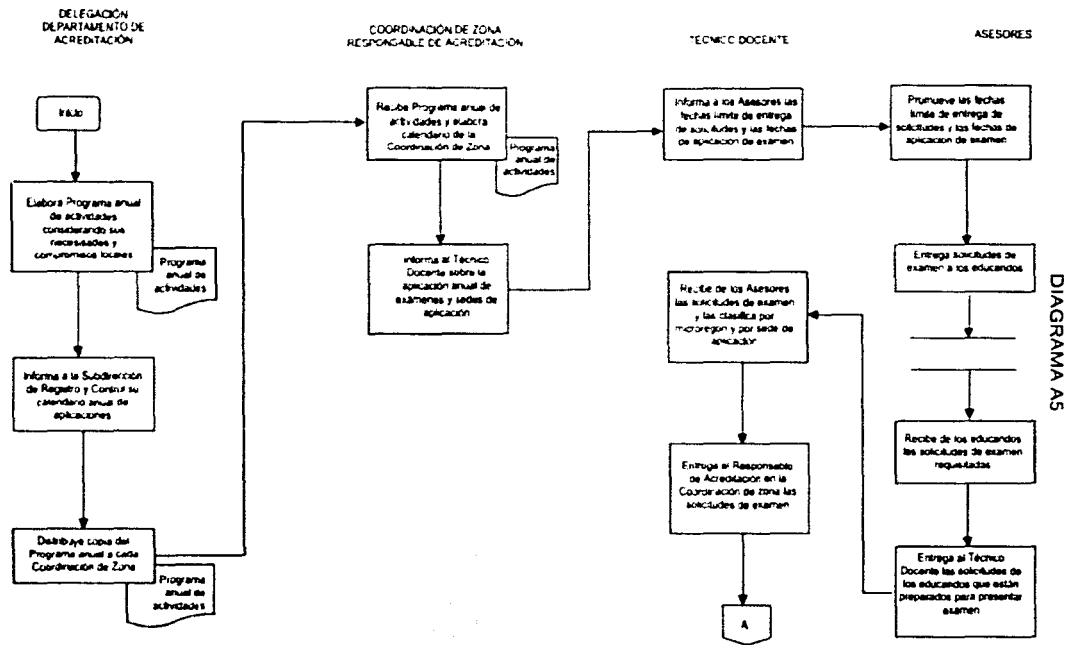 DELEGACIÓN
DEPARTAMENTO DE
ACREDITACIÓN
COORDINACIÓN DE ZONA
RESPONSABLE DE ACREDITACION
TECNICO DOCENTE
ASESORES
Inicio
Elabora Programa anual
de actividades
considerando sus
necesidades y
compromisos locales
Programa
anual de
actividades
Informa a la Subdirección
de Registro y Control su
calendario anual de
aplicaciones
Distribuye copia del
Programa anual a cada
Coordinación de Zona
Programa
anual de
actividades
Recibe Programa anual de
actividades y elabora
calendario de la
Coordinación de Zona
Programa
anual de
actividades
Informa al Técnico
Docente sobre la
aplicación anual de
exámenes y sedes de
aplicación
Informa a los Asesores las
fechas límite de entrega
de solicitudes y las fechas
de aplicación de examen
Recibe de los Asesores
las solicitudes de examen
y las clasifica por
microregión y por sede de
aplicación
Entrega al Responsable
de Acreditación en la
Coordinación de zona las
solicitudes de examen
A
Promueve las fechas
límite de entrega de
solicitudes y las fechas de
aplicación de examen
Entrega solicitudes de
examen a los educandos
Recibe de los educandos
las solicitudes de examen
requisitadas
Entrega al Técnico
Docente las solicitudes de
los educandos que están
preparados para presentar
examen
DIAGRAMA A5